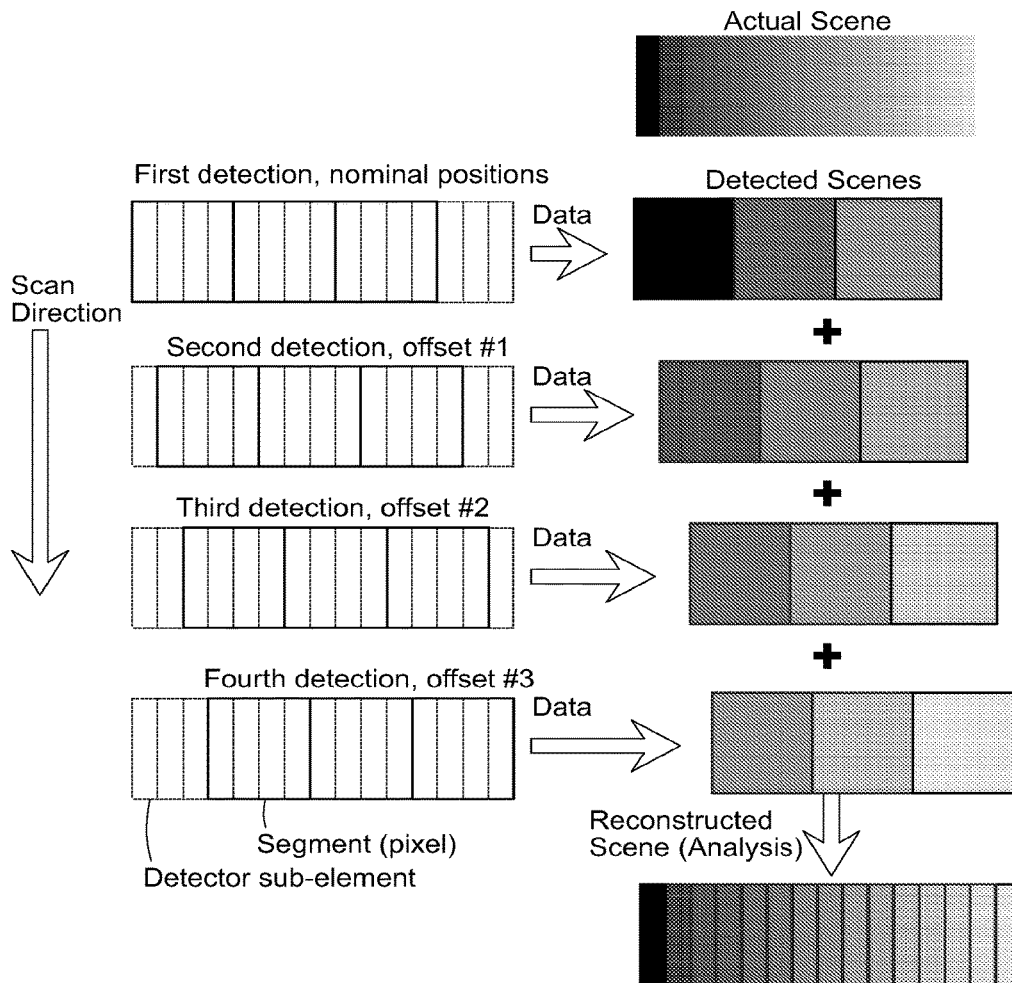 Actual Scene
First detection, nominal positions
Detected Scenes
Data
Scan
Direction
Second detection, offset #1
Data
Third detection, offset #2
Data
Fourth detection, offset #3
Data
Segment (pixel)
Detector sub-element
Reconstructed
Scene (Analysis)